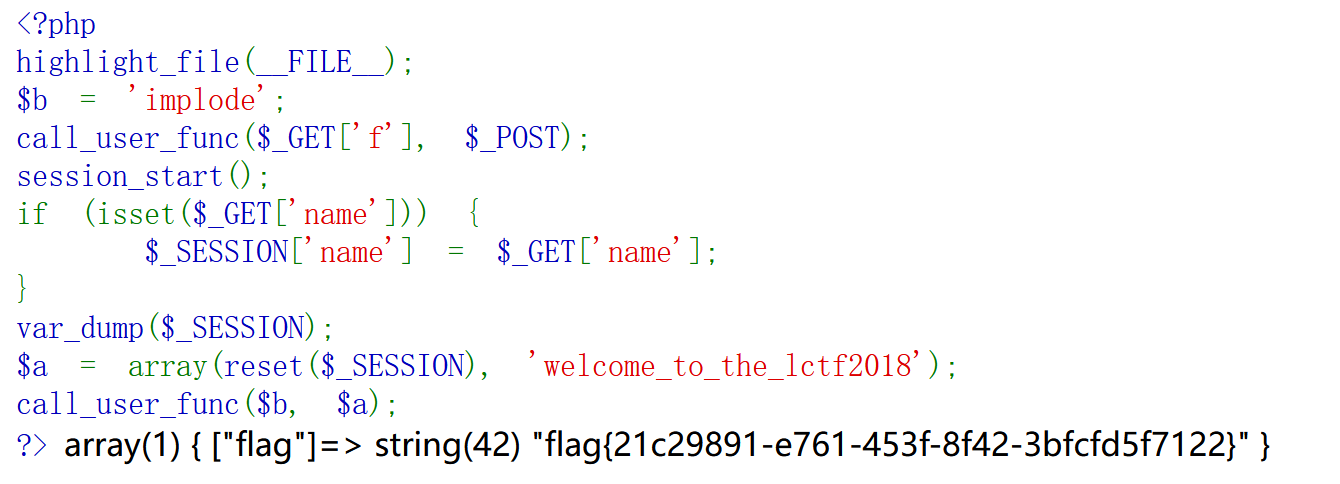 <?php
highlight_file(__FILE__);
$b = 'implode';
call_user_func($_GET['f'], $_POST);
session_start();
if (isset($_GET['name'])) {
$_SESSION['name'] = $_GET['name'];
}
var_dump($_SESSION);
$a = array(reset($_SESSION), 'welcome_to_the_lctf2018');
call_user_func($b, $a);
?> array(1) { ["flag"]=> string(42) "flag{21c29891-e761-453f-8f42-3bfcfd5f7122}" }